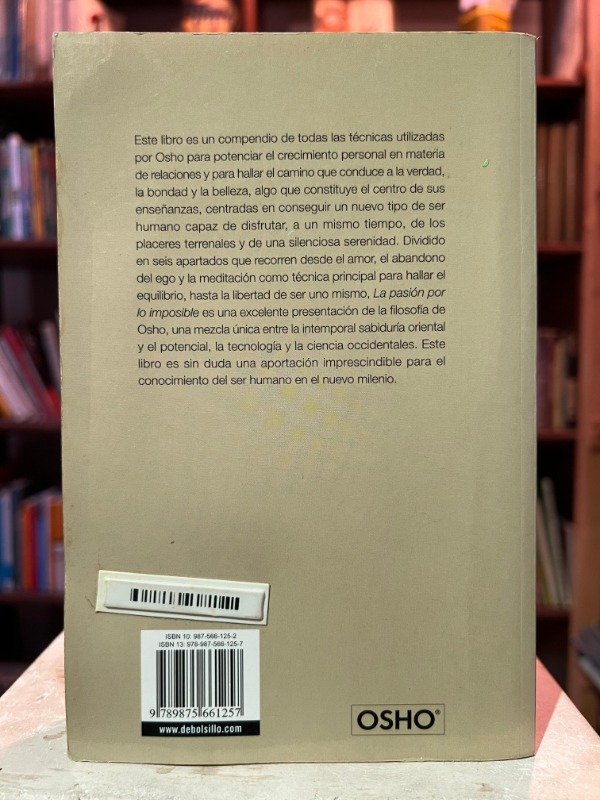 Este libro es un compendio de todas las técnicas utilizadas
por Osho para potenciar el crecimiento personal en materia
de relaciones y para hallar el camino que conduce a la verdad,
la bondad y la belleza, algo que constituye el centro de sus
enseñanzas, centradas en conseguir un nuevo tipo de ser
humano capaz de disfrutar, a un mismo tiempo, de los
placeres terrenales y de una silenciosa serenidad. Dividido
en seis apartados que recorren desde el amor, el abandono
del ego y la meditación como técnica principal para hallar el
equilibrio, hasta la libertad de ser uno mismo, La pasión por
lo imposible es una excelente presentación de la filosofía de
Osho, una mezcla única entre la intemporal sabiduría oriental
y el potencial, la tecnología y la ciencia occidentales. Este
libro es sin duda una aportación imprescindible para el
conocimiento del ser humano en el nuevo milenio.
ISBN 10: 987-566-125-2
ISBN 13: 978-987-566-125-7
9 789875 661257
www.debolsillo.com
OSHO®